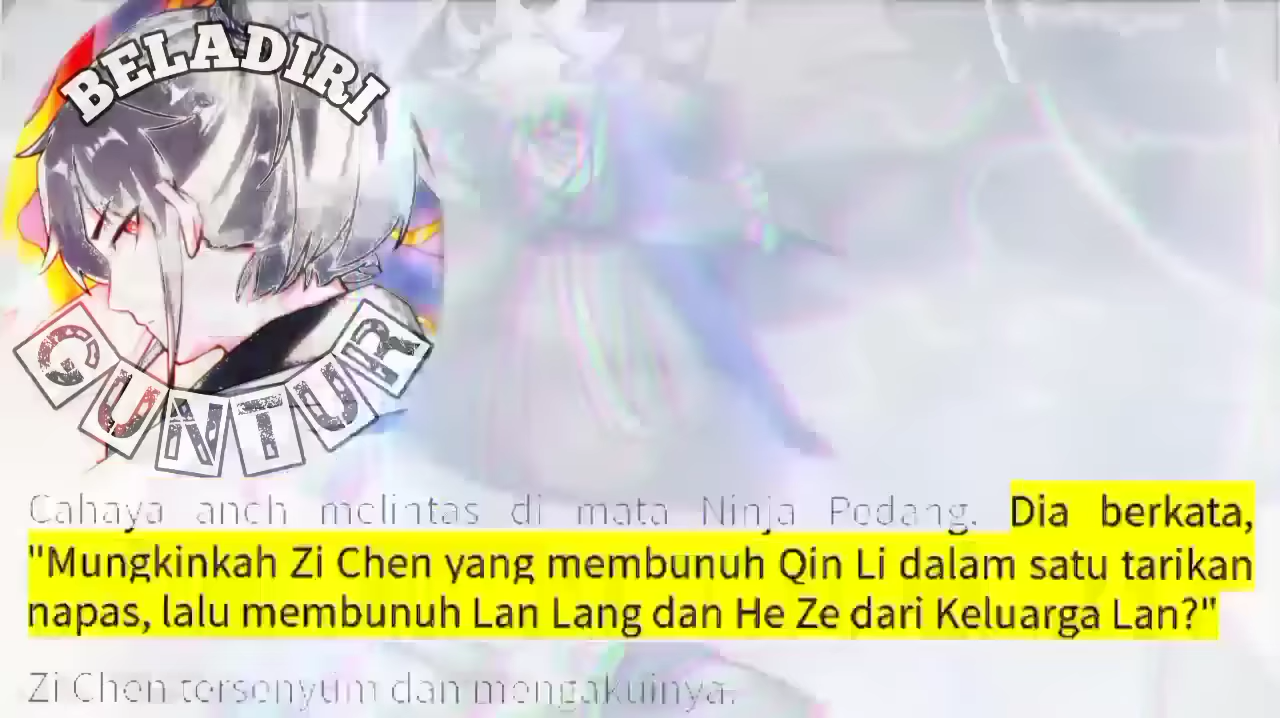 BELADIRI
GUNTUR
Cahaya aneh melintas di mata Ninja Pedang. Dia berkata,
"Mungkinkah Zi Chen yang membunuh Qin Li dalam satu tarikan
napas, lalu membunuh Lan Lang dan He Ze dari Keluarga Lan?"
Zi Chen tersenyum dan mengakuinya.